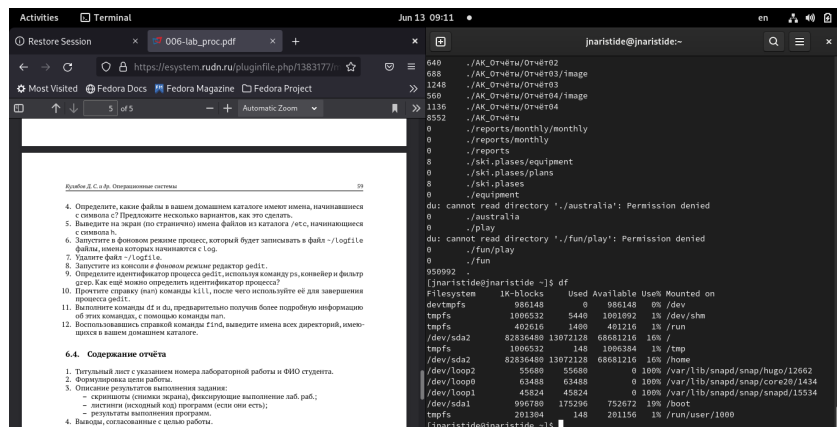 Activities Terminal Jun 13 09:11 en
Restore Session 006-lab_proc.pdf
https://esystem.rudn.ru/pluginfile.php/1383177/
Most Visited Fedora Docs Fedora Magazine Fedora Project
5 of 5 Automatic Zoom
Кулябов Д. С. и др. Операционные системы 59
4. Определите, какие файлы в вашем домашнем каталоге имеют имена, начинавшиеся
с символа c? Предложите несколько вариантов, как это сделать.
5. Выведите на экран (по странично) имена файлов из каталога /etc, начинающиеся
с символа h.
6. Запустите в фоновом режиме процесс, который будет записывать в файл ~/logfile
файлы, имена которых начинаются с log.
7. Удалите файл ~/logfile.
8. Запустите из консоли в фоновом режиме редактор gedit.
9. Определите идентификатор процесса gedit, используя команду ps, конвейер и фильтр
grep. Как ещё можно определить идентификатор процесса?
10. Прочтите справку (man) команды kill, после чего используйте её для завершения
процесса gedit.
11. Выполните команды df и du, предварительно получив более подробную информацию
об этих командах, с помощью команды man.
12. Воспользовавшись справкой команды find, выведите имена всех директорий, имею-
щихся в вашем домашнем каталоге.
6.4. Содержание отчёта
1. Титульный лист с указанием номера лабораторной работы и ФИО студента.
2. Формулировка цели работы.
3. Описание результатов выполнения задания:
– скриншоты (снимки экрана), фиксирующие выполнение лаб. раб.;
– листинги (исходный код) программ (если они есть);
– результаты выполнения программ.
4. Выводы, согласованные с целью работы.
jnaristide@jnaristide:~
640 ./АК_Отчёты/Отчёт02
688 ./АК_Отчёты/Отчёт03/image
1248 ./АК_Отчёты/Отчёт03
560 ./АК_Отчёты/Отчёт04/image
1136 ./АК_Отчёты/Отчёт04
8552 ./АК_Отчёты
0 ./reports/monthly/monthly
0 ./reports/monthly
0 ./reports
8 ./ski.plases/equipment
0 ./ski.plases/plans
8 ./ski.plases
0 ./equipment
du: cannot read directory './australia': Permission denied
0 ./australia
0 ./play
du: cannot read directory './fun/play': Permission denied
0 ./fun/play
0 ./fun
950992 .
[jnaristide@jnaristide ~]$ df
Filesystem 1K-blocks Used Available Use% Mounted on
devtmpfs 986148 0 986148 0% /dev
tmpfs 1006532 5440 1001092 1% /dev/shm
tmpfs 402616 1400 401216 1% /run
/dev/sda2 82836480 13072128 68681216 16% /
tmpfs 1006532 148 1006384 1% /tmp
/dev/sda2 82836480 13072128 68681216 16% /home
/dev/loop2 55680 55680 0 100% /var/lib/snapd/snap/hugo/12662
/dev/loop0 63488 63488 0 100% /var/lib/snapd/snap/core20/1434
/dev/loop1 45824 45824 0 100% /var/lib/snapd/snap/snapd/15534
/dev/sda1 996780 175296 752672 19% /boot
tmpfs 201304 148 201156 1% /run/user/1000
[jnaristide@jnaristide ~]$